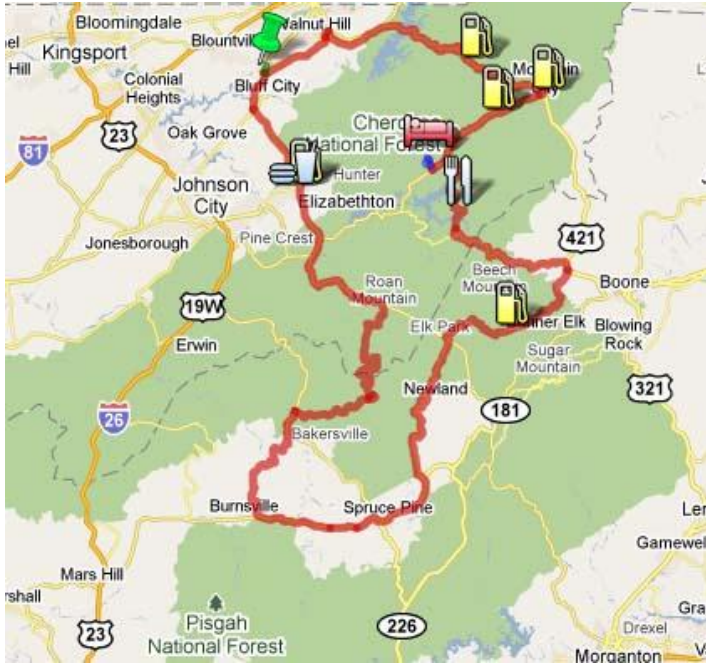 Bloomingdale
Walnut Hill
Blountville
Kingsport
Hill
Bluff City
Colonial
Heights
23
Oak Grove
81
Cherokee
National Forest
Hunter
Johnson
City
Elizabethton
Jonesborough
Pine Crest
421
Beech
Mountain
Boone
Roan
Mountain
19W
Elk Park
Banner Elk
Blowing
Rock
Erwin
Sugar
Mountain
321
Newland
181
26
Bakersville
Burnsville
Spruce Pine
Gamewell
Mars Hill
Pisgah
National Forest
226
23
Drexel
Morganton